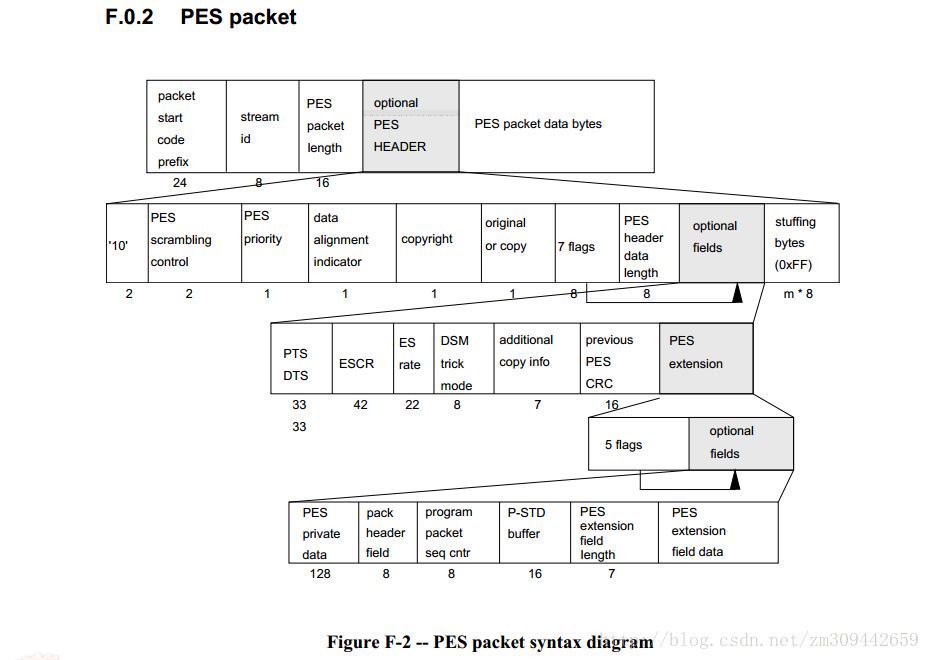 F.0.2 PES packet
packet
start
code
prefix
stream
id
PES
packet
length
optional
PES
HEADER
PES packet data bytes
24
8
16
'10'
PES
scrambling
control
PES
priority
data
alignment
indicator
copyright
original
or copy
7 flags
PES
header
data
length
optional
fields
stuffing
bytes
(0xFF)
2
2
1
1
1
1
8
8
m * 8
PTS
DTS
ESCR
ES
rate
DSM
trick
mode
additional
copy info
previous
PES
CRC
PES
extension
33
33
42
22
8
7
16
5 flags
optional
fields
PES
private
data
pack
header
field
program
packet
seq cntr
P-STD
buffer
PES
extension
field
length
PES
extension
field data
128
8
8
16
7
Figure F-2 -- PES packet syntax diagram
http://blog.csdn.net/zm309442659